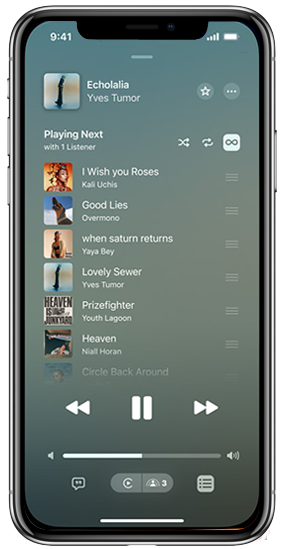 9:41
Echolalia
Yves Tumor
Playing Next
with 1 Listener
I Wish you Roses
Kali Uchis
Good Lies
Overmono
when saturn returns
Yaya Bey
Lovely Sewer
Yves Tumor
HEAVEN
IS
JUNKYARD
Prizefighter
Youth Lagoon
Heaven
Niall Horan
Circle Back Around
3